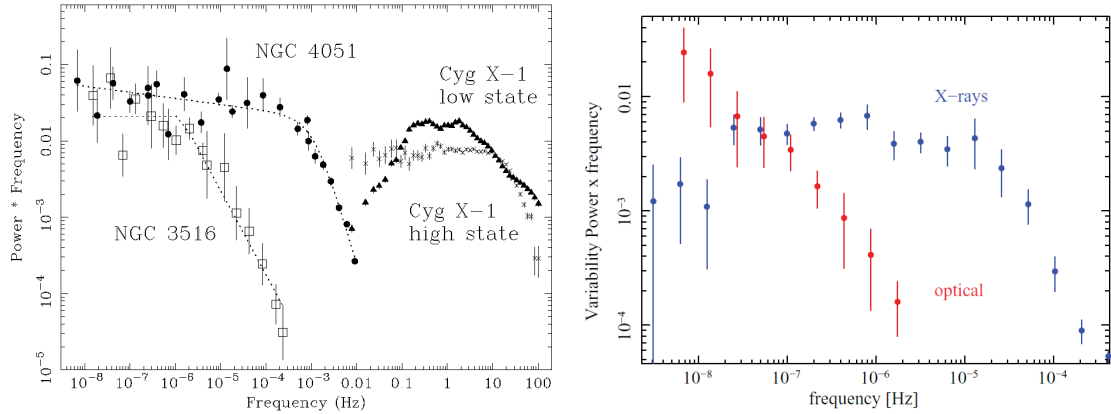 NGC 4051
Cyg X-1
low state
Cyg X-1
high state
NGC 3516
Power * Frequency
0.1
0.01
10⁻³
10⁻⁴
10⁻⁵
10⁻⁸ 10⁻⁷ 10⁻⁶ 10⁻⁵ 10⁻⁴ 10⁻³ 0.01 0.1 1 10 100
Frequency (Hz)
X-rays
optical
Variability Power x frequency
0.01
10⁻³
10⁻⁴
10⁻⁸ 10⁻⁷ 10⁻⁶ 10⁻⁵ 10⁻⁴
frequency [Hz]